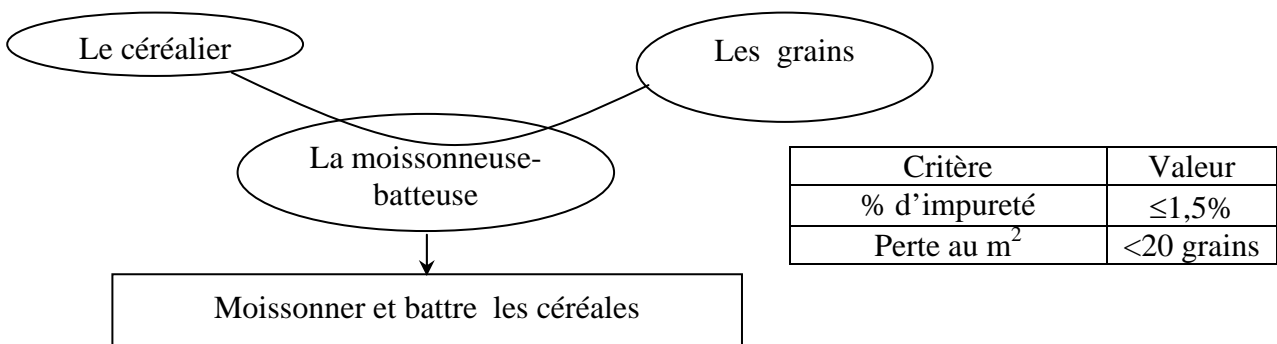 Le céréalier
Les grains
La moissonneuse-
batteuse
Critère Valeur
% d’impureté ≤1,5%
Perte au m² <20 grains
Moissonner et battre les céréales